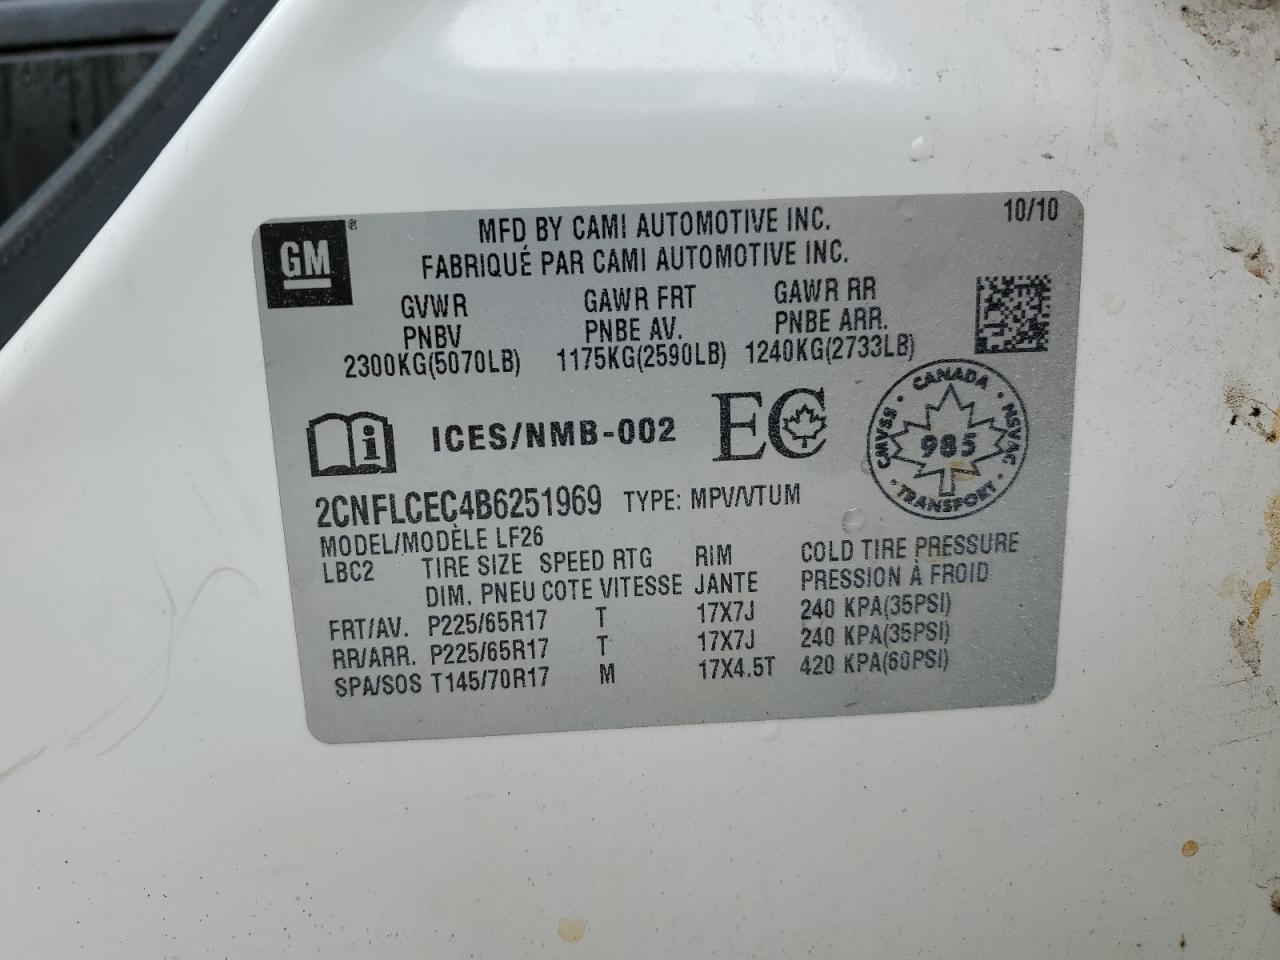 GM ® MFD BY CAMI AUTOMOTIVE INC. 10/10
FABRIQUÉ PAR CAMI AUTOMOTIVE INC.
GVWR GAWR FRT GAWR RR
PNBV PNBE AV. PNBE ARR.
2300KG(5070LB) 1175KG(2590LB) 1240KG(2733LB)
i ICES/NMB-002 EC
CANADA
CMVSS 985 NSVAC
TRANSPORT
2CNFLCEC4B6251969 TYPE: MPV/VTUM
MODEL/MODÈLE LF26
LBC2 TIRE SIZE SPEED RTG RIM COLD TIRE PRESSURE
DIM. PNEU COTE VITESSE JANTE PRESSION À FROID
FRT/AV. P225/65R17 T 17X7J 240 KPA(35PSI)
RR/ARR. P225/65R17 T 17X7J 240 KPA(35PSI)
SPA/SOS T145/70R17 M 17X4.5T 420 KPA(60PSI)